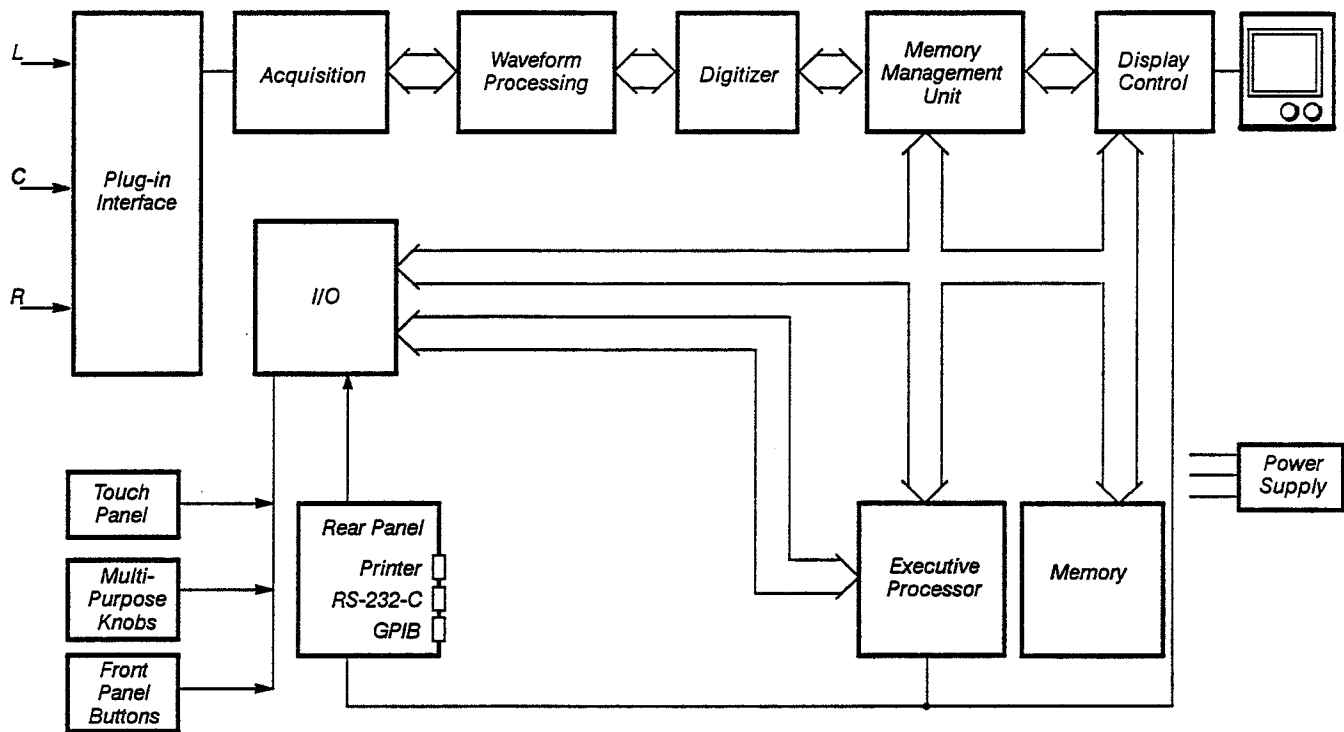 L
C
R
Plug-in
Interface
Acquisition
Waveform
Processing
Digitizer
Memory
Management
Unit
Display
Control
I/O
Touch
Panel
Multi-
Purpose
Knobs
Front
Panel
Buttons
Rear Panel
Printer
RS-232-C
GPIB
Executive
Processor
Memory
Power
Supply